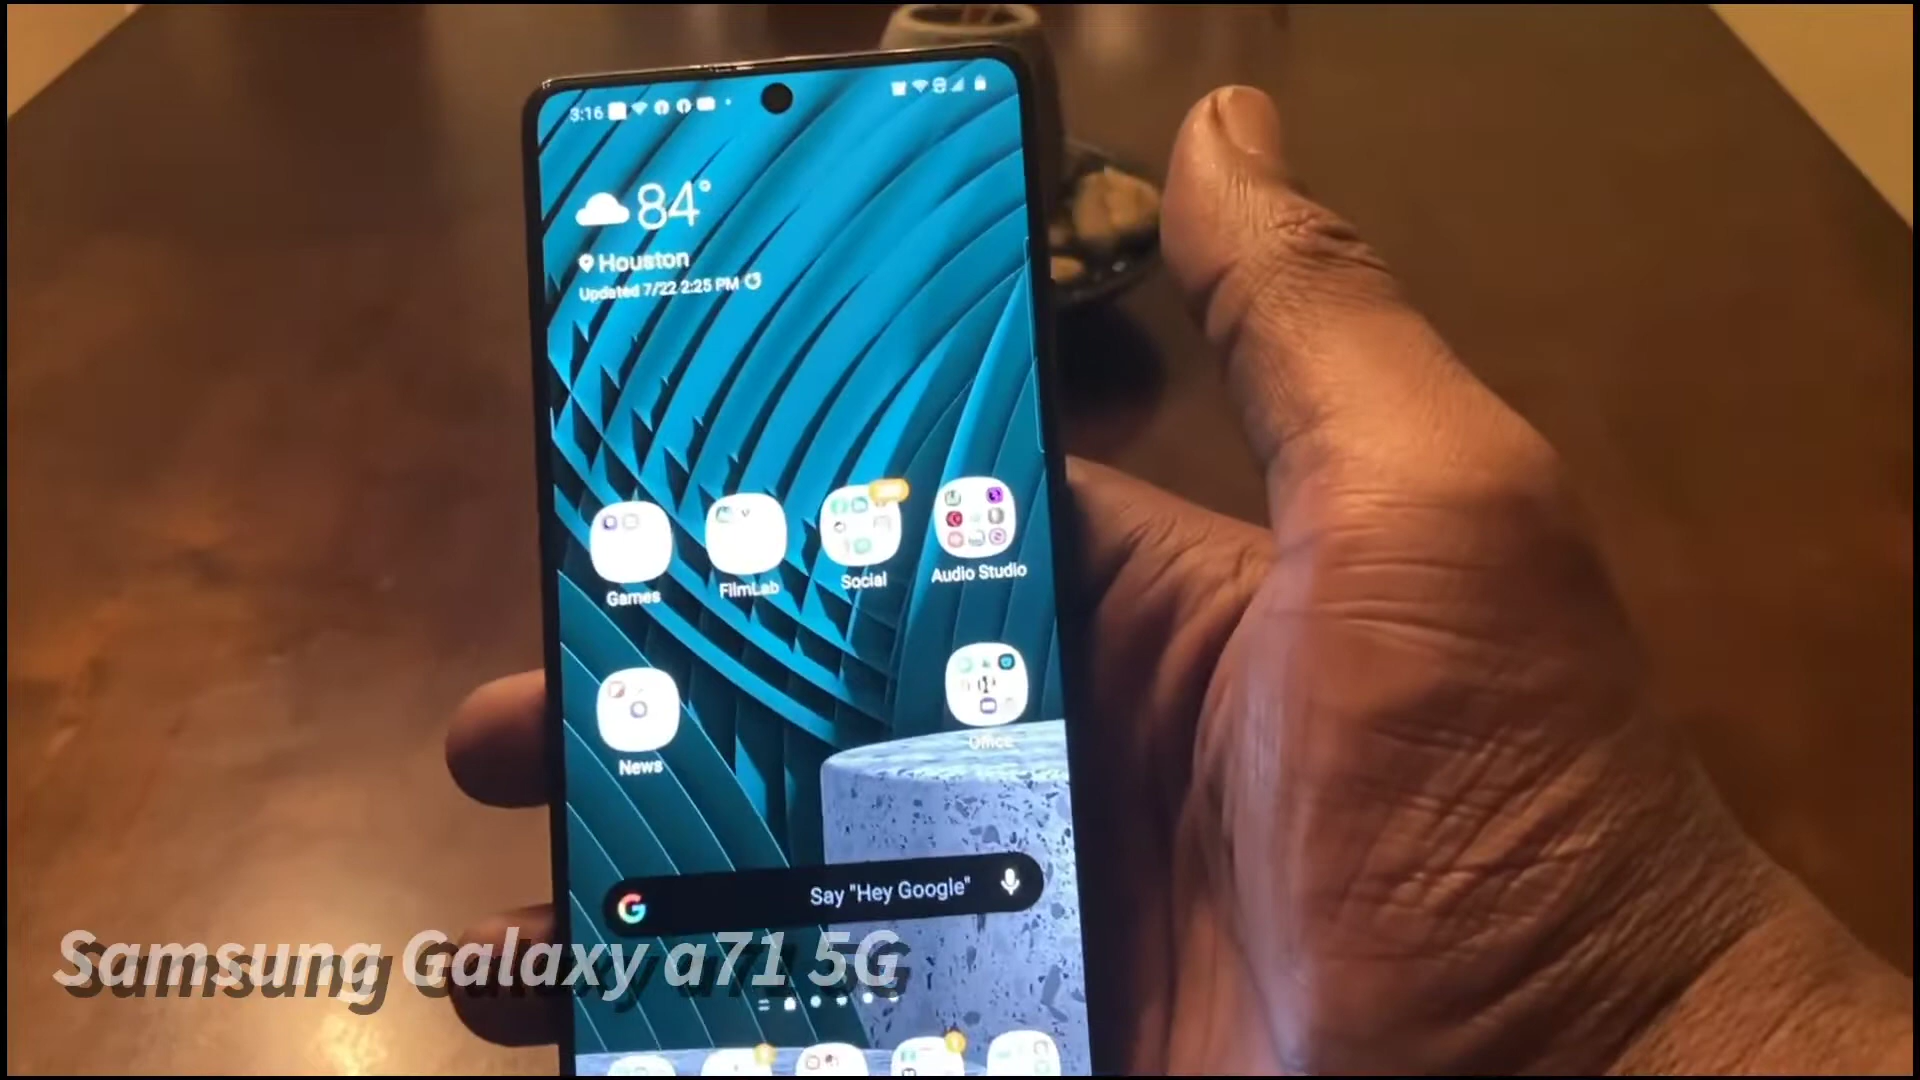 3:16
84°
Houston
Updated 7/22 2:25 PM
Games
FilmLab
Social
Audio Studio
News
Office
Say "Hey Google"
Samsung Galaxy a71 5G